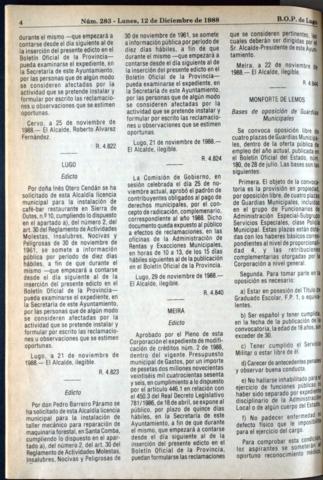 4
Núm. 283 - Lunes, 12 de Diciembre de 1988
B.O.P. de Lugo
durante el mismo —que empezará a
contarse desde el día siguiente al de la
inserción del presente edicto en el
Boletín Oficial de la Provincia—
pueda examinarse el expediente, en
la Secretaría de este Ayuntamiento,
por las personas que de algún modo
se consideren afectadas por la
actividad que se pretende instalar y
formular por escrito las reclamaciones
u observaciones que se estimen
oportunas.
Cervo, a 25 de noviembre de
1988.— El Alcalde, Roberto Alvarez
Fernández.
R. 4.822
LUGO
Edicto
Por doña Inés Otero Cendán se ha
solicitado de esta Alcaldía licencia
municipal para la instalación de
café-bar restaurante en Sierra de
Outes, n.º 10, cumpliendo lo dispuesto
en el apartado a), del número 2, del
art. 30 del Reglamento de Actividades
Molestas, Insalubres, Nocivas y
Peligrosas de 30 de noviembre de
1961, se somete a información
pública por período de diez días
hábiles, a fin de que durante el
mismo —que empezará a contarse
desde el día siguiente al de la
inserción del presente edicto en el
Boletín Oficial de la Provincia—
pueda examinarse el expediente, en
la Secretaría de este Ayuntamiento,
por las personas que de algún modo
se consideren afectadas por la
actividad que se pretende instalar y
formular por escrito las reclamaciones
u observaciones que se estimen
oportunas.
Lugo, a 21 de noviembre de
1988.— El Alcalde, ilegible.
R. 4.823
Edicto
Por don Pedro Barreiro Páramo se
ha solicitado de esta Alcaldía licencia
municipal para la instalación de
taller mecánico para reparación de
maquinaria forestal, en Santa Comba,
cumpliendo lo dispuesto en el apartado
a), del número 2, del art. 30 del
Reglamento de Actividades Molestas,
Insalubres, Nocivas y Peligrosas de
30 de noviembre de 1961, se somete
a información pública por período de
diez días hábiles, a fin de que
durante el mismo —que empezará a
contarse desde el día siguiente al de
la inserción del presente edicto en el
Boletín Oficial de la Provincia—
pueda examinarse el expediente, en
la Secretaría de este Ayuntamiento,
por las personas que de algún modo
se consideren afectadas por la
actividad que se pretende instalar y
formular por escrito las reclamaciones
u observaciones que se estimen
oportunas.
Lugo, 21 de noviembre de 1988.—
El Alcalde, ilegible.
R. 4.824
La Comisión de Gobierno, en
sesión celebrada el día 25 de noviembre
actual, aprobó el padrón de
contribuyentes obligados al pago de
derechos municipales, por el concepto
de radicación, complementario,
correspondiente al año 1988. Dicho
documento queda expuesto al público
a efectos de reclamaciones, en las
oficinas de la Administración de
Rentas y Exacciones Municipales,
en horas de 10 a 13, de los 15 días
hábiles siguientes al de la publicación
en el Boletín Oficial de la Provincia.
Lugo, 29 de noviembre de 1988.—
El Alcalde, ilegible.
R. 4.840
MEIRA
Edicto
Aprobado por el Pleno de esta
Corporación el expediente de modificación
de créditos núm. 2 de 1988,
dentro del vigente Presupuesto
municipal de Gastos, por un importe
de pesetas dos millones novecientas
veintiséis mil cuatrocientas sesenta
y seis, en cumplimiento a lo dispuesto
por el artículo 446.1 en relación con
el 450.3 del Real Decreto Legislativo
781/1986, de 18 de abril, se expone al
público, por plazo de quince días
hábiles, en la Secretaría de este
Ayuntamiento, a fin de que durante
el mismo, que empezará a contarse
desde el día siguiente al de la
inserción del presente edicto en el
Boletín Oficial de la Provincia,
puedan formularse las reclamaciones
que se consideren pertinentes, las
cuales deberán ser dirigidas por el
Sr. Alcalde-Presidente de este Ayuntamiento.
Meira, a 22 de noviembre de
1988.— El Alcalde, ilegible.
R. 4.844
MONFORTE DE LEMOS
Bases de oposición de Guardias
Municipales
Se convoca oposición libre de
cuatro plazas de Guardias Municipales,
dentro de la oferta pública de
empleo del año actual, publicada en
el Boletín Oficial del Estado, núm.
180, de 28 de julio. Las bases son las
siguientes:
Primera. El objeto de la convocatoria
es la provisión en propiedad,
por oposición libre, de cuatro plazas
de Guardias Municipales, incluidas
en el grupo de Funcionarios de
Administración Especial-Subgrupo
Servicios Especiales, clase Policía
Municipal. Estas plazas están dotadas
con los haberes básicos correspondientes
al nivel de proporcionalidad
4, y las retribuciones
complementarias otorgadas por la
Corporación a nivel general.
Segunda. Para tomar parte en la
oposición es necesario:
a) Estar en posesión del Título de
Graduado Escolar, F.P. 1, o equivalente.
b) Ser español y tener cumplidos
en la fecha de la publicación de la
convocatoria, la edad de 18 años, sin
exceder de 30.
c) Tener cumplido el Servicio
Militar o estar libre de él.
d) Carecer de antecedentes penales
y observar buena conducta.
e) No hallarse inhabilitado para el
ejercicio de funciones públicas, ni
haber sido separado por expediente
disciplinario de la Administración
Local o de algún cuerpo del Estado.
f) No padecer enfermedad ni
defecto físico que le imposibilite
para el ejercicio del cargo.
Para comprobar esta condición,
los aspirantes se someterán al
oportuno reconocimiento médico.